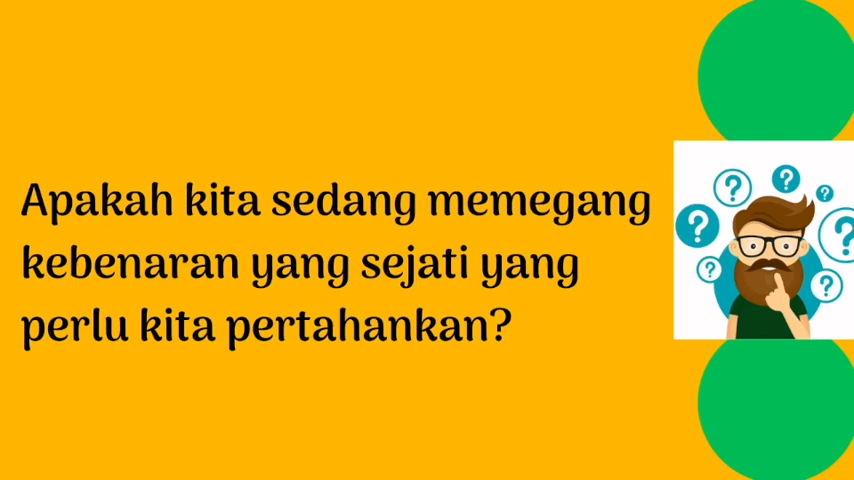 Apakah kita sedang memegang
kebenaran yang sejati yang
perlu kita pertahankan?
? ? ? ? ? ? ?